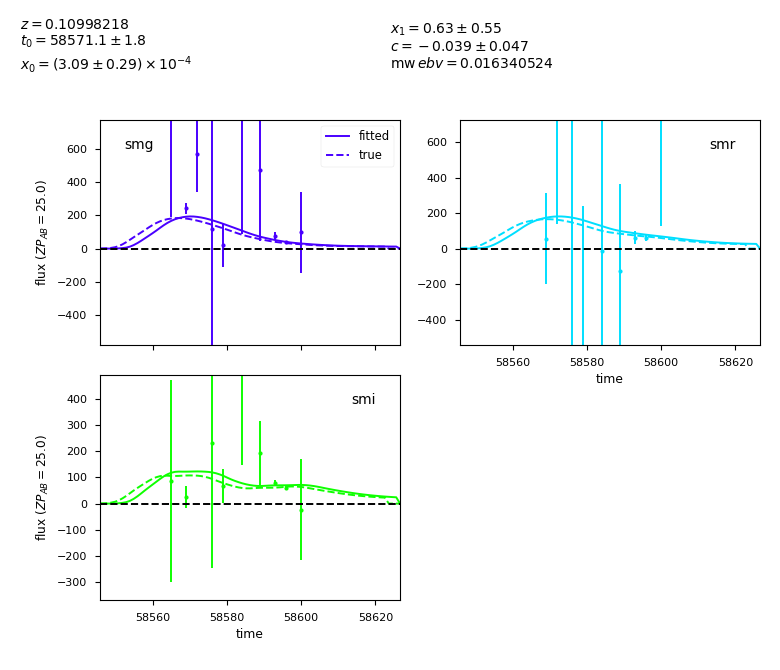 z = 0.10998218
t₀ = 58571.1 ± 1.8
x₀ = (3.09 ± 0.29) × 10⁻⁴
x₁ = 0.63 ± 0.55
c = −0.039 ± 0.047
mw ebv = 0.016340524
smg
fitted
true
600
400
200
0
−200
−400
flux (ZP_AB = 25.0)
smr
600
400
200
0
−200
−400
58560 58580 58600 58620
time
smi
400
300
200
100
0
−100
−200
−300
flux (ZP_AB = 25.0)
58560 58580 58600 58620
time